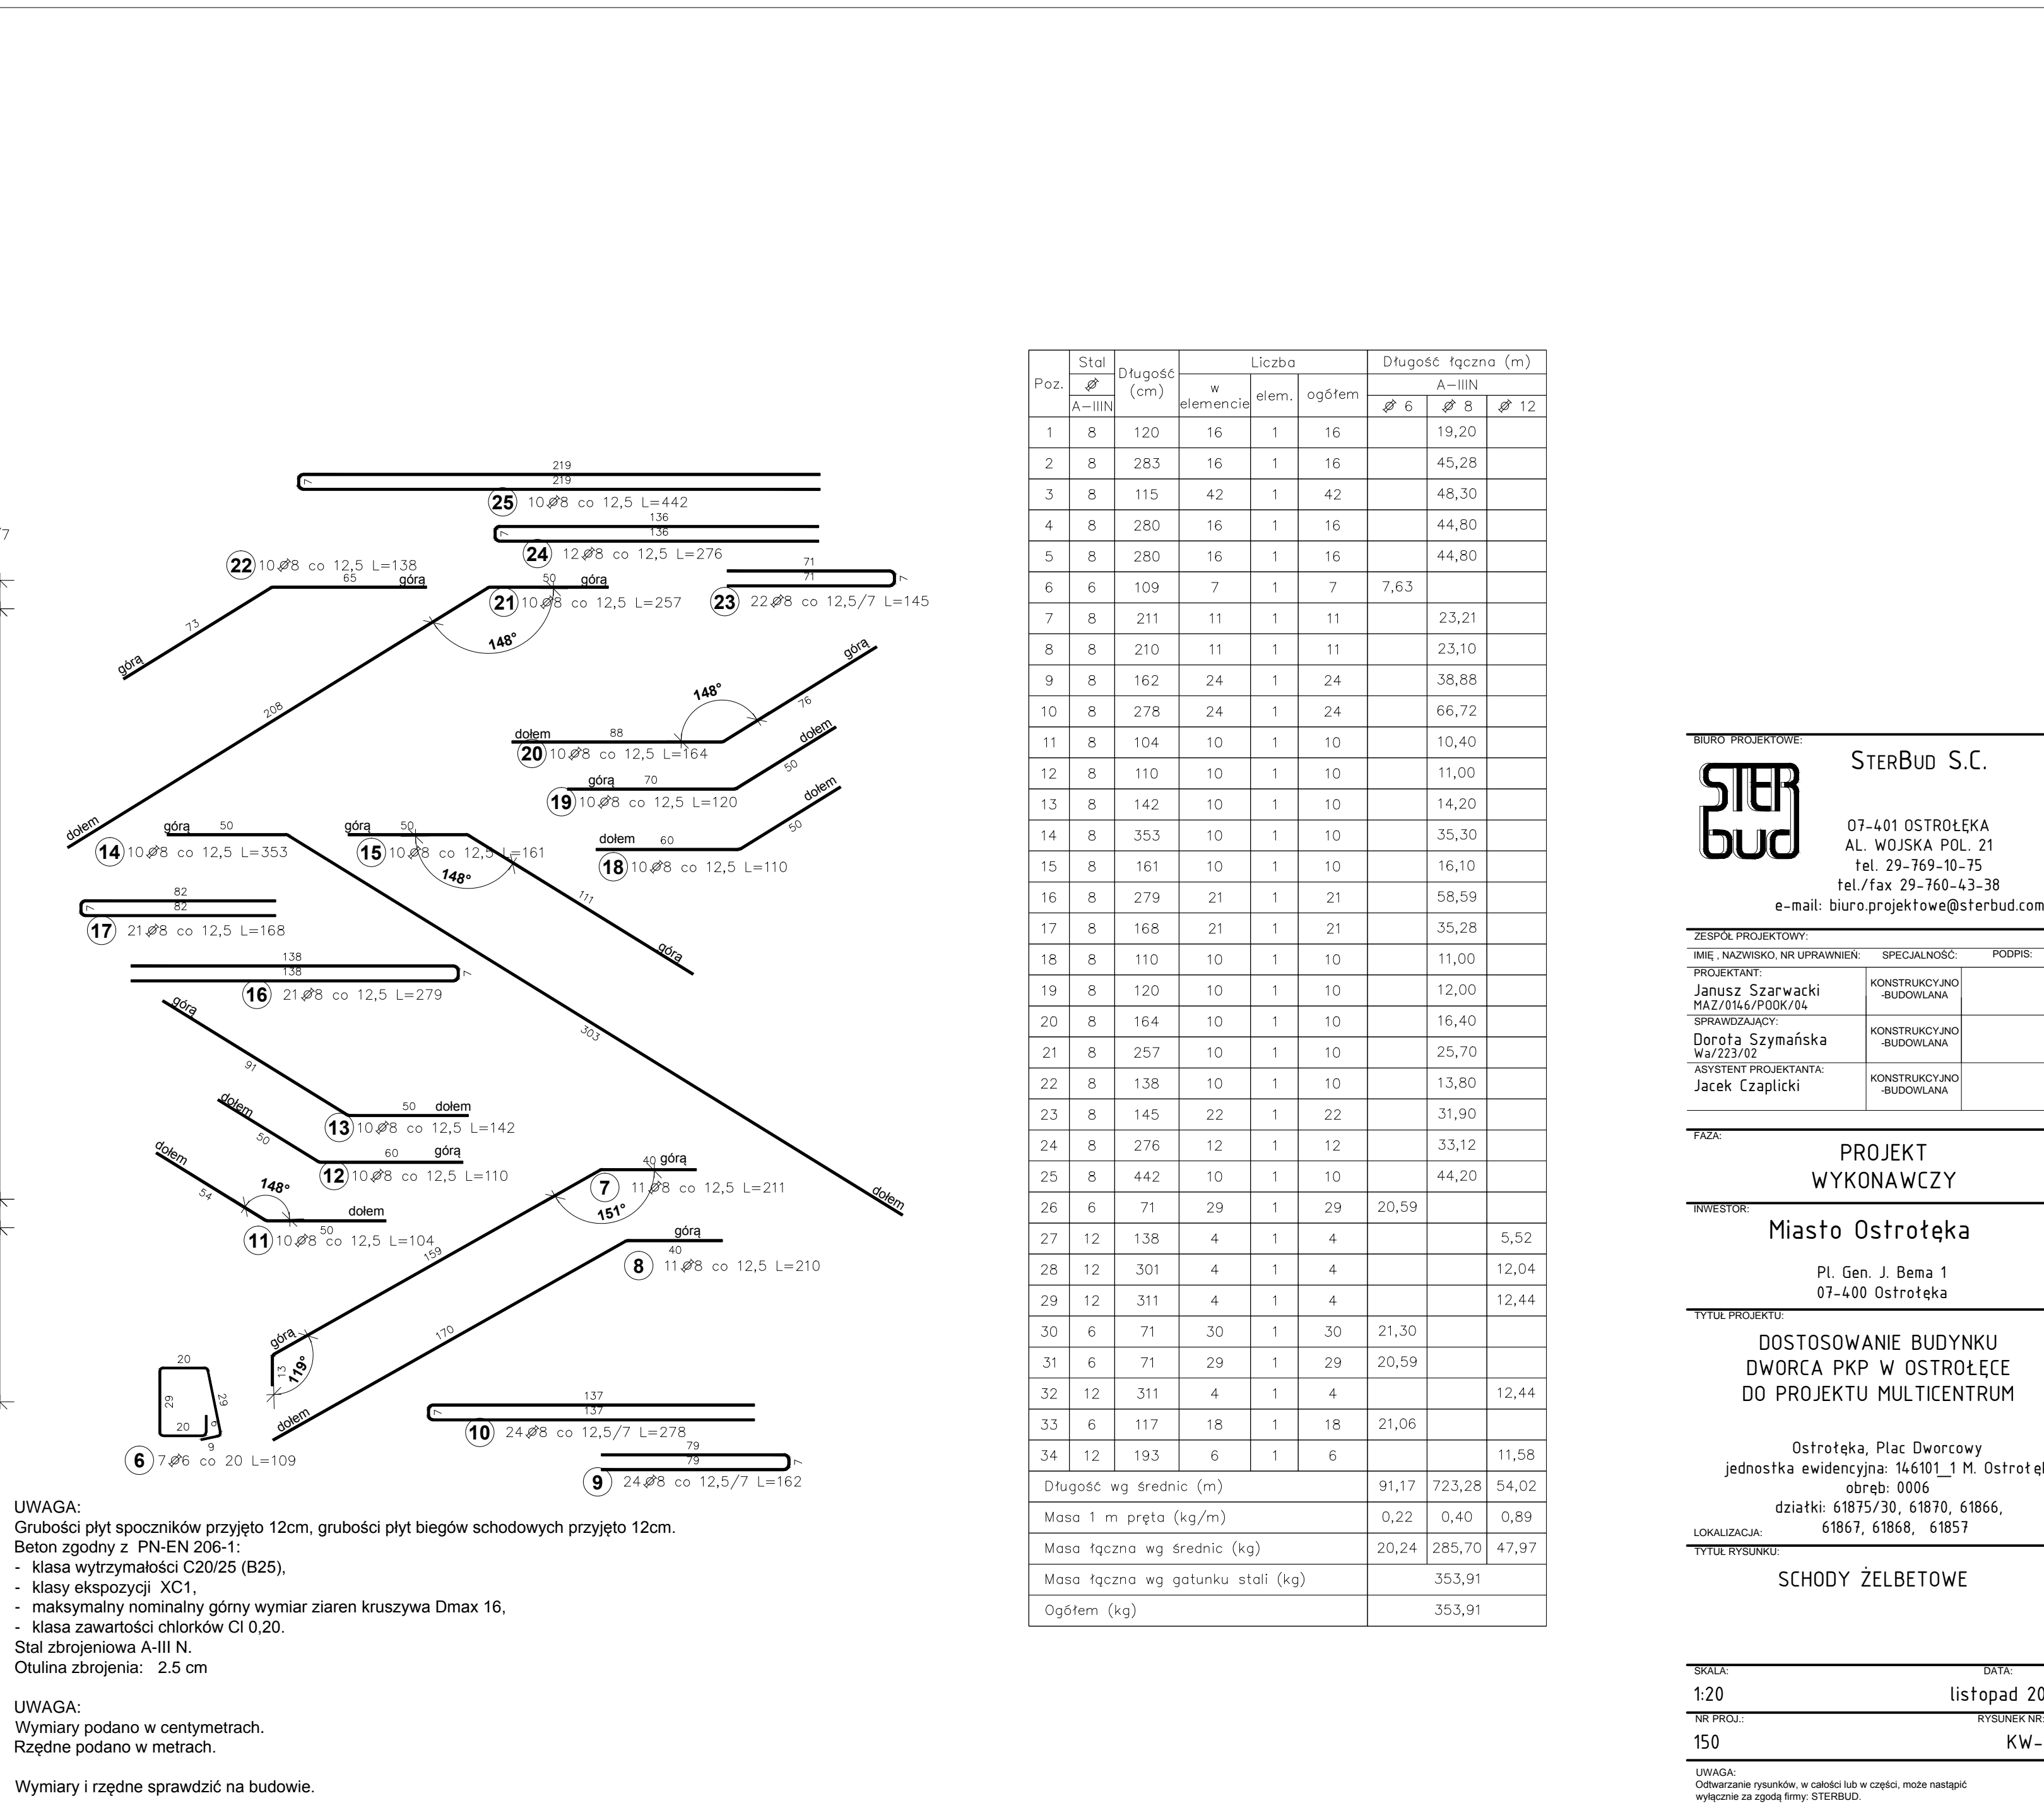 219
219
7
25 10 ø8 co 12,5 L=442
136
136
7
24 12 ø8 co 12,5 L=276
22 10 ø8 co 12,5 L=138
65 górą
73
górą
50 górą
21 10 ø8 co 12,5 L=257
148°
208
dołem
71
71
7
23 22 ø8 co 12,5/7 L=145
górą
148°
76
dołem 88
20 10 ø8 co 12,5 L=164
dołem
górą 70
50
19 10 ø8 co 12,5 L=120
dołem
dołem 60
50
18 10 ø8 co 12,5 L=110
górą 50
14 10 ø8 co 12,5 L=353
303
dołem
górą 50
15 10 ø8 co 12,5 L=161
148°
111
górą
82
82
7
17 21 ø8 co 12,5 L=168
138
138
7
16 21 ø8 co 12,5 L=279
górą
91
50 dołem
13 10 ø8 co 12,5 L=142
dołem
50
60 górą
12 10 ø8 co 12,5 L=110
dołem
54
148°
dołem
50
11 10 ø8 co 12,5 L=104
40 górą
7 11 ø8 co 12,5 L=211
151°
159
górą
13
119°
górą
40
8 11 ø8 co 12,5 L=210
170
dołem
20
29
29
20
6
9
6 7 ø6 co 20 L=109
137
137
7
10 24 ø8 co 12,5/7 L=278
79
79
7
9 24 ø8 co 12,5/7 L=162
UWAGA:
Grubości płyt spoczników przyjęto 12cm, grubości płyt biegów schodowych przyjęto 12cm.
Beton zgodny z PN-EN 206-1:
- klasa wytrzymałości C20/25 (B25),
- klasy ekspozycji XC1,
- maksymalny nominalny górny wymiar ziaren kruszywa Dmax 16,
- klasa zawartości chlorków Cl 0,20.
Stal zbrojeniowa A-III N.
Otulina zbrojenia: 2.5 cm
UWAGA:
Wymiary podano w centymetrach.
Rzędne podano w metrach.
Wymiary i rzędne sprawdzić na budowie.
Poz. Stal ø A-IIIN Długość (cm) Liczba Długość łączna (m)
w elemencie elem. ogółem A-IIIN
ø 6 ø 8 ø 12
1 8 120 16 1 16 19,20
2 8 283 16 1 16 45,28
3 8 115 42 1 42 48,30
4 8 280 16 1 16 44,80
5 8 280 16 1 16 44,80
6 6 109 7 1 7 7,63
7 8 211 11 1 11 23,21
8 8 210 11 1 11 23,10
9 8 162 24 1 24 38,88
10 8 278 24 1 24 66,72
11 8 104 10 1 10 10,40
12 8 110 10 1 10 11,00
13 8 142 10 1 10 14,20
14 8 353 10 1 10 35,30
15 8 161 10 1 10 16,10
16 8 279 21 1 21 58,59
17 8 168 21 1 21 35,28
18 8 110 10 1 10 11,00
19 8 120 10 1 10 12,00
20 8 164 10 1 10 16,40
21 8 257 10 1 10 25,70
22 8 138 10 1 10 13,80
23 8 145 22 1 22 31,90
24 8 276 12 1 12 33,12
25 8 442 10 1 10 44,20
26 6 71 29 1 29 20,59
27 12 138 4 1 4 5,52
28 12 301 4 1 4 12,04
29 12 311 4 1 4 12,44
30 6 71 30 1 30 21,30
31 6 71 29 1 29 20,59
32 12 311 4 1 4 12,44
33 6 117 18 1 18 21,06
34 12 193 6 1 6 11,58
Długość wg średnic (m) 91,17 723,28 54,02
Masa 1 m pręta (kg/m) 0,22 0,40 0,89
Masa łączna wg średnic (kg) 20,24 285,70 47,97
Masa łączna wg gatunku stali (kg) 353,91
Ogółem (kg) 353,91
BIURO PROJEKTOWE:
STER bud
STERBUD S.C.
07-401 OSTROŁĘKA
AL. WOJSKA POL. 21
tel. 29-769-10-75
tel./fax 29-760-43-38
e-mail: biuro.projektowe@sterbud.com
ZESPÓŁ PROJEKTOWY:
IMIĘ , NAZWISKO, NR UPRAWNIEŃ: SPECJALNOŚĆ: PODPIS:
PROJEKTANT:
Janusz Szarwacki
MAZ/0146/POOK/04
KONSTRUKCYJNO
-BUDOWLANA
SPRAWDZAJĄCY:
Dorota Szymańska
Wa/223/02
KONSTRUKCYJNO
-BUDOWLANA
ASYSTENT PROJEKTANTA:
Jacek Czaplicki
KONSTRUKCYJNO
-BUDOWLANA
FAZA:
PROJEKT
WYKONAWCZY
INWESTOR:
Miasto Ostrołęka
Pl. Gen. J. Bema 1
07-400 Ostrołęka
TYTUŁ PROJEKTU:
DOSTOSOWANIE BUDYNKU
DWORCA PKP W OSTROŁĘCE
DO PROJEKTU MULTICENTRUM
Ostrołęka, Plac Dworcowy
jednostka ewidencyjna: 146101_1 M. Ostrołę
obręb: 0006
działki: 61875/30, 61870, 61866,
LOKALIZACJA: 61867, 61868, 61857
TYTUŁ RYSUNKU:
SCHODY ŻELBETOWE
SKALA: DATA:
1:20 listopad 20
NR PROJ.: RYSUNEK NR:
150 KW-
UWAGA:
Odtwarzanie rysunków, w całości lub w części, może nastąpić
wyłącznie za zgodą firmy: STERBUD.